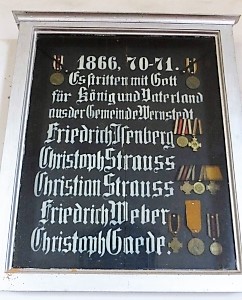 1866, 70-71.
Es stritten mit Gott
für König und Vaterland
aus der Gemeinde Wernstedt
Friedrich Isenberg
Christoph Strauss
Christian Strauss
Friedrich Weber
Christoph Gaede.